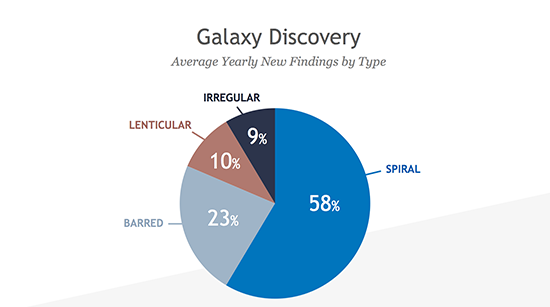 Galaxy Discovery
Average Yearly New Findings by Type
IRREGULAR
9%
LENTICULAR
10%
SPIRAL
58%
BARRED
23%